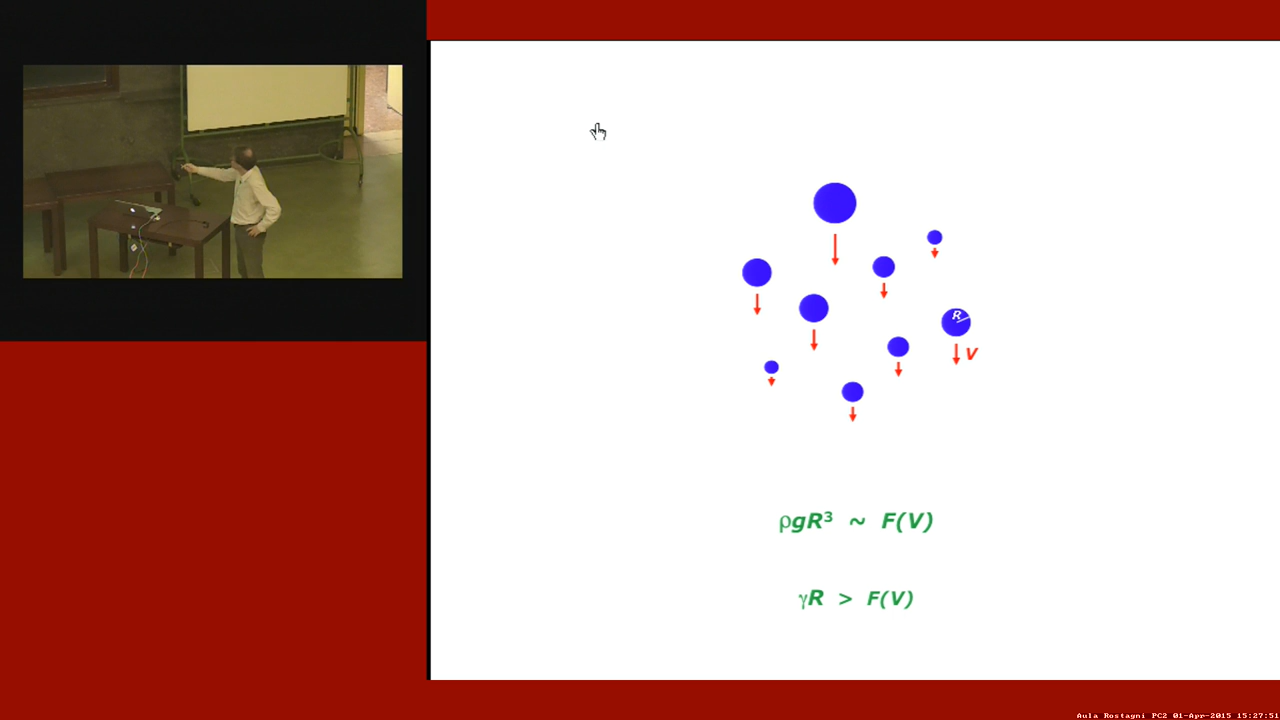 R
V
ρgR³ ~ F(V)
γR > F(V)
Aula Rostagni PC2 01-Apr-2015 15:27:51